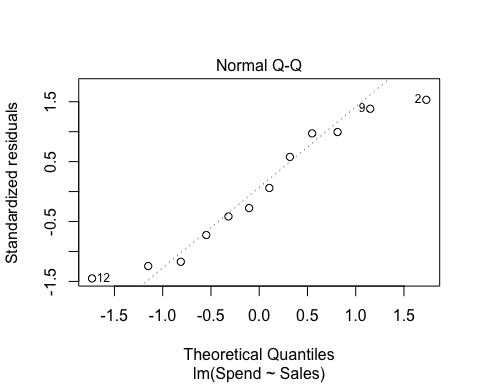 Normal Q-Q
Standardized residuals
1.5
0.5
-0.5
-1.5
2
9
12
-1.5 -1.0 -0.5 0.0 0.5 1.0 1.5
Theoretical Quantiles
lm(Spend ~ Sales)